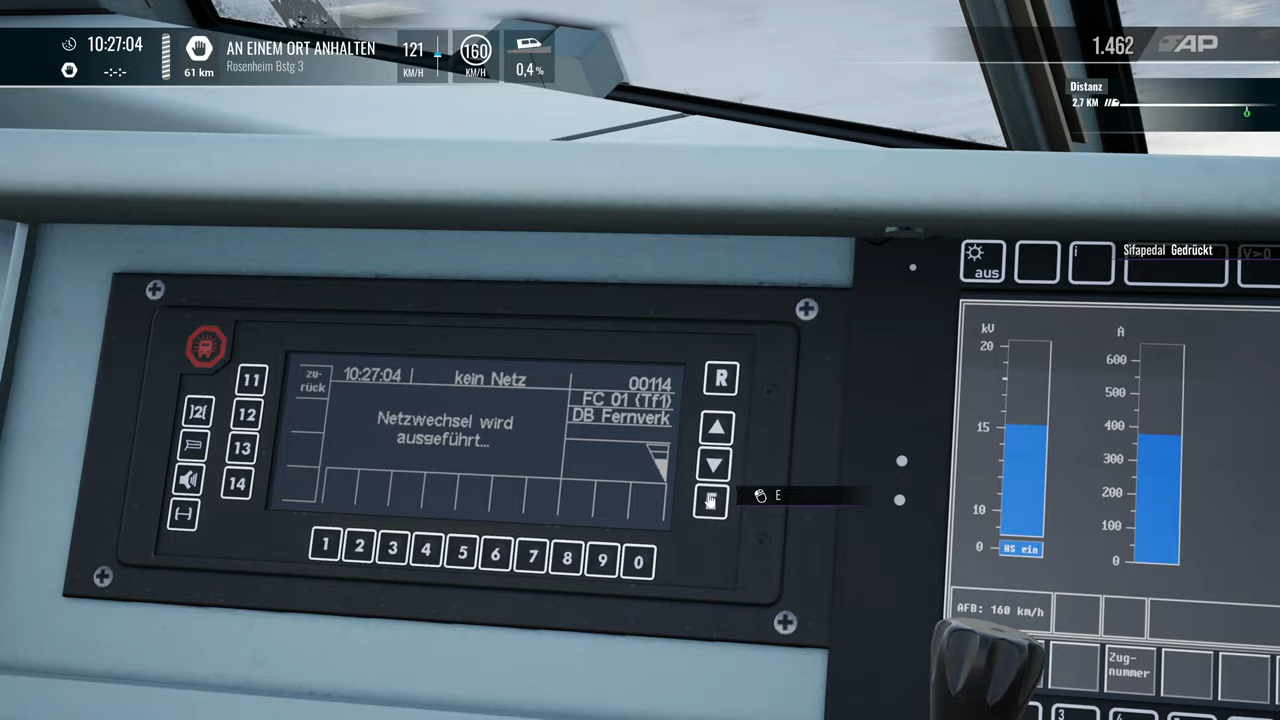 10:27:04
--:--
61 km
AN EINEM ORT ANHALTEN
Rosenheim Bstg 3
121
KM/H
160
KM/H
0,4%
1.462
AP
Distanz
2,7 KM
Sifapedal Gedrückt
aus
i
V>0
zu-
rück
10:27:04
kein Netz
00114
FC 01 (Tf1)
DB Fernverk
Netzwechsel wird
ausgeführt...
R
11
12
13
14
]2[
E
1 2 3 4 5 6 7 8 9 0
kV
20
15
10
0
HS ein
A
600
500
400
300
200
100
0
AFB: 160 km/h
Zug-
nummer
3